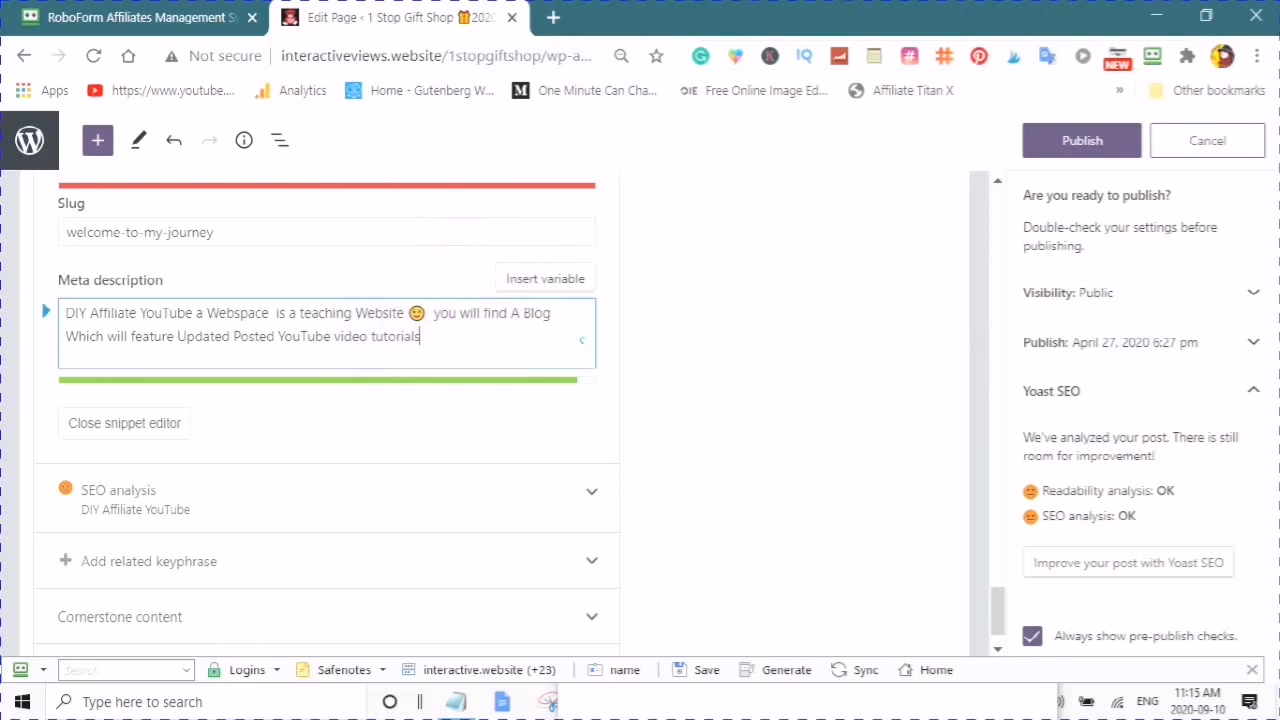 RoboForm Affiliates Management S
Edit Page < 1 Stop Gift Shop 🎁202
Not secure
interactiveviews.website/1stopgiftshop/wp-a...
NEW
Apps
https://www.youtube....
Analytics
Home - Gutenberg W...
One Minute Can Cha...
OIE Free Online Image Ed...
Affiliate Titan X
»
Other bookmarks
Publish
Cancel
Slug
welcome-to-my-journey
Meta description
Insert variable
DIY Affiliate YouTube a Webspace is a teaching Website 🙂 you will find A Blog
Which will feature Updated Posted YouTube video tutorials
Close snippet editor
SEO analysis
DIY Affiliate YouTube
Add related keyphrase
Cornerstone content
Are you ready to publish?
Double-check your settings before
publishing.
Visibility: Public
Publish: April 27, 2020 6:27 pm
Yoast SEO
We've analyzed your post. There is still
room for improvement!
Readability analysis: OK
SEO analysis: OK
Improve your post with Yoast SEO
Always show pre-publish checks.
Search
Logins
Safenotes
interactive.website (+23)
name
Save
Generate
Sync
Home
Type here to search
ENG
11:15 AM
2020-09-10